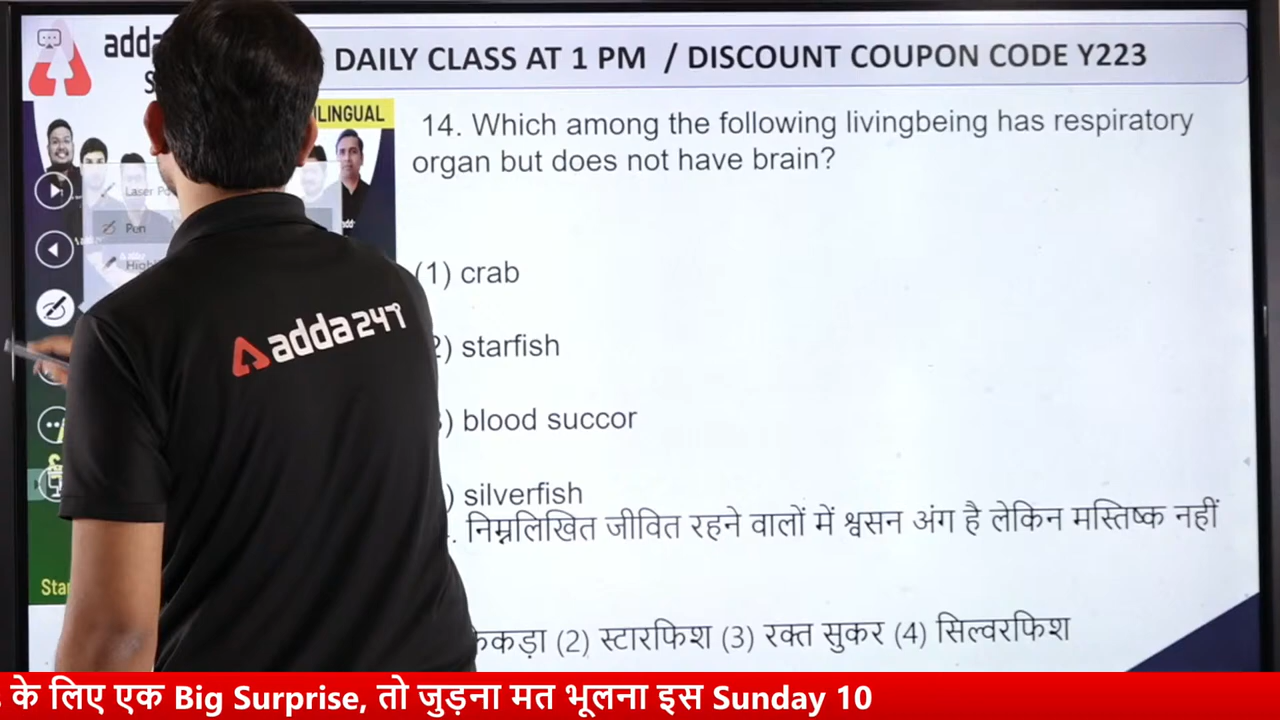 DAILY CLASS AT 1 PM / DISCOUNT COUPON CODE Y223
14. Which among the following livingbeing has respiratory
organ but does not have brain?
(1) crab
2) starfish
) blood succor
) silverfish
निम्नलिखित जीवित रहने वालों में श्वसन अंग है लेकिन मस्तिष्क नहीं
(2) स्टारफिश (3) रक्त सुकर (4) सिल्वरफिश
Pen
adda247
के लिए एक Big Surprise, तो जुड़ना मत भूलना इस Sunday 10